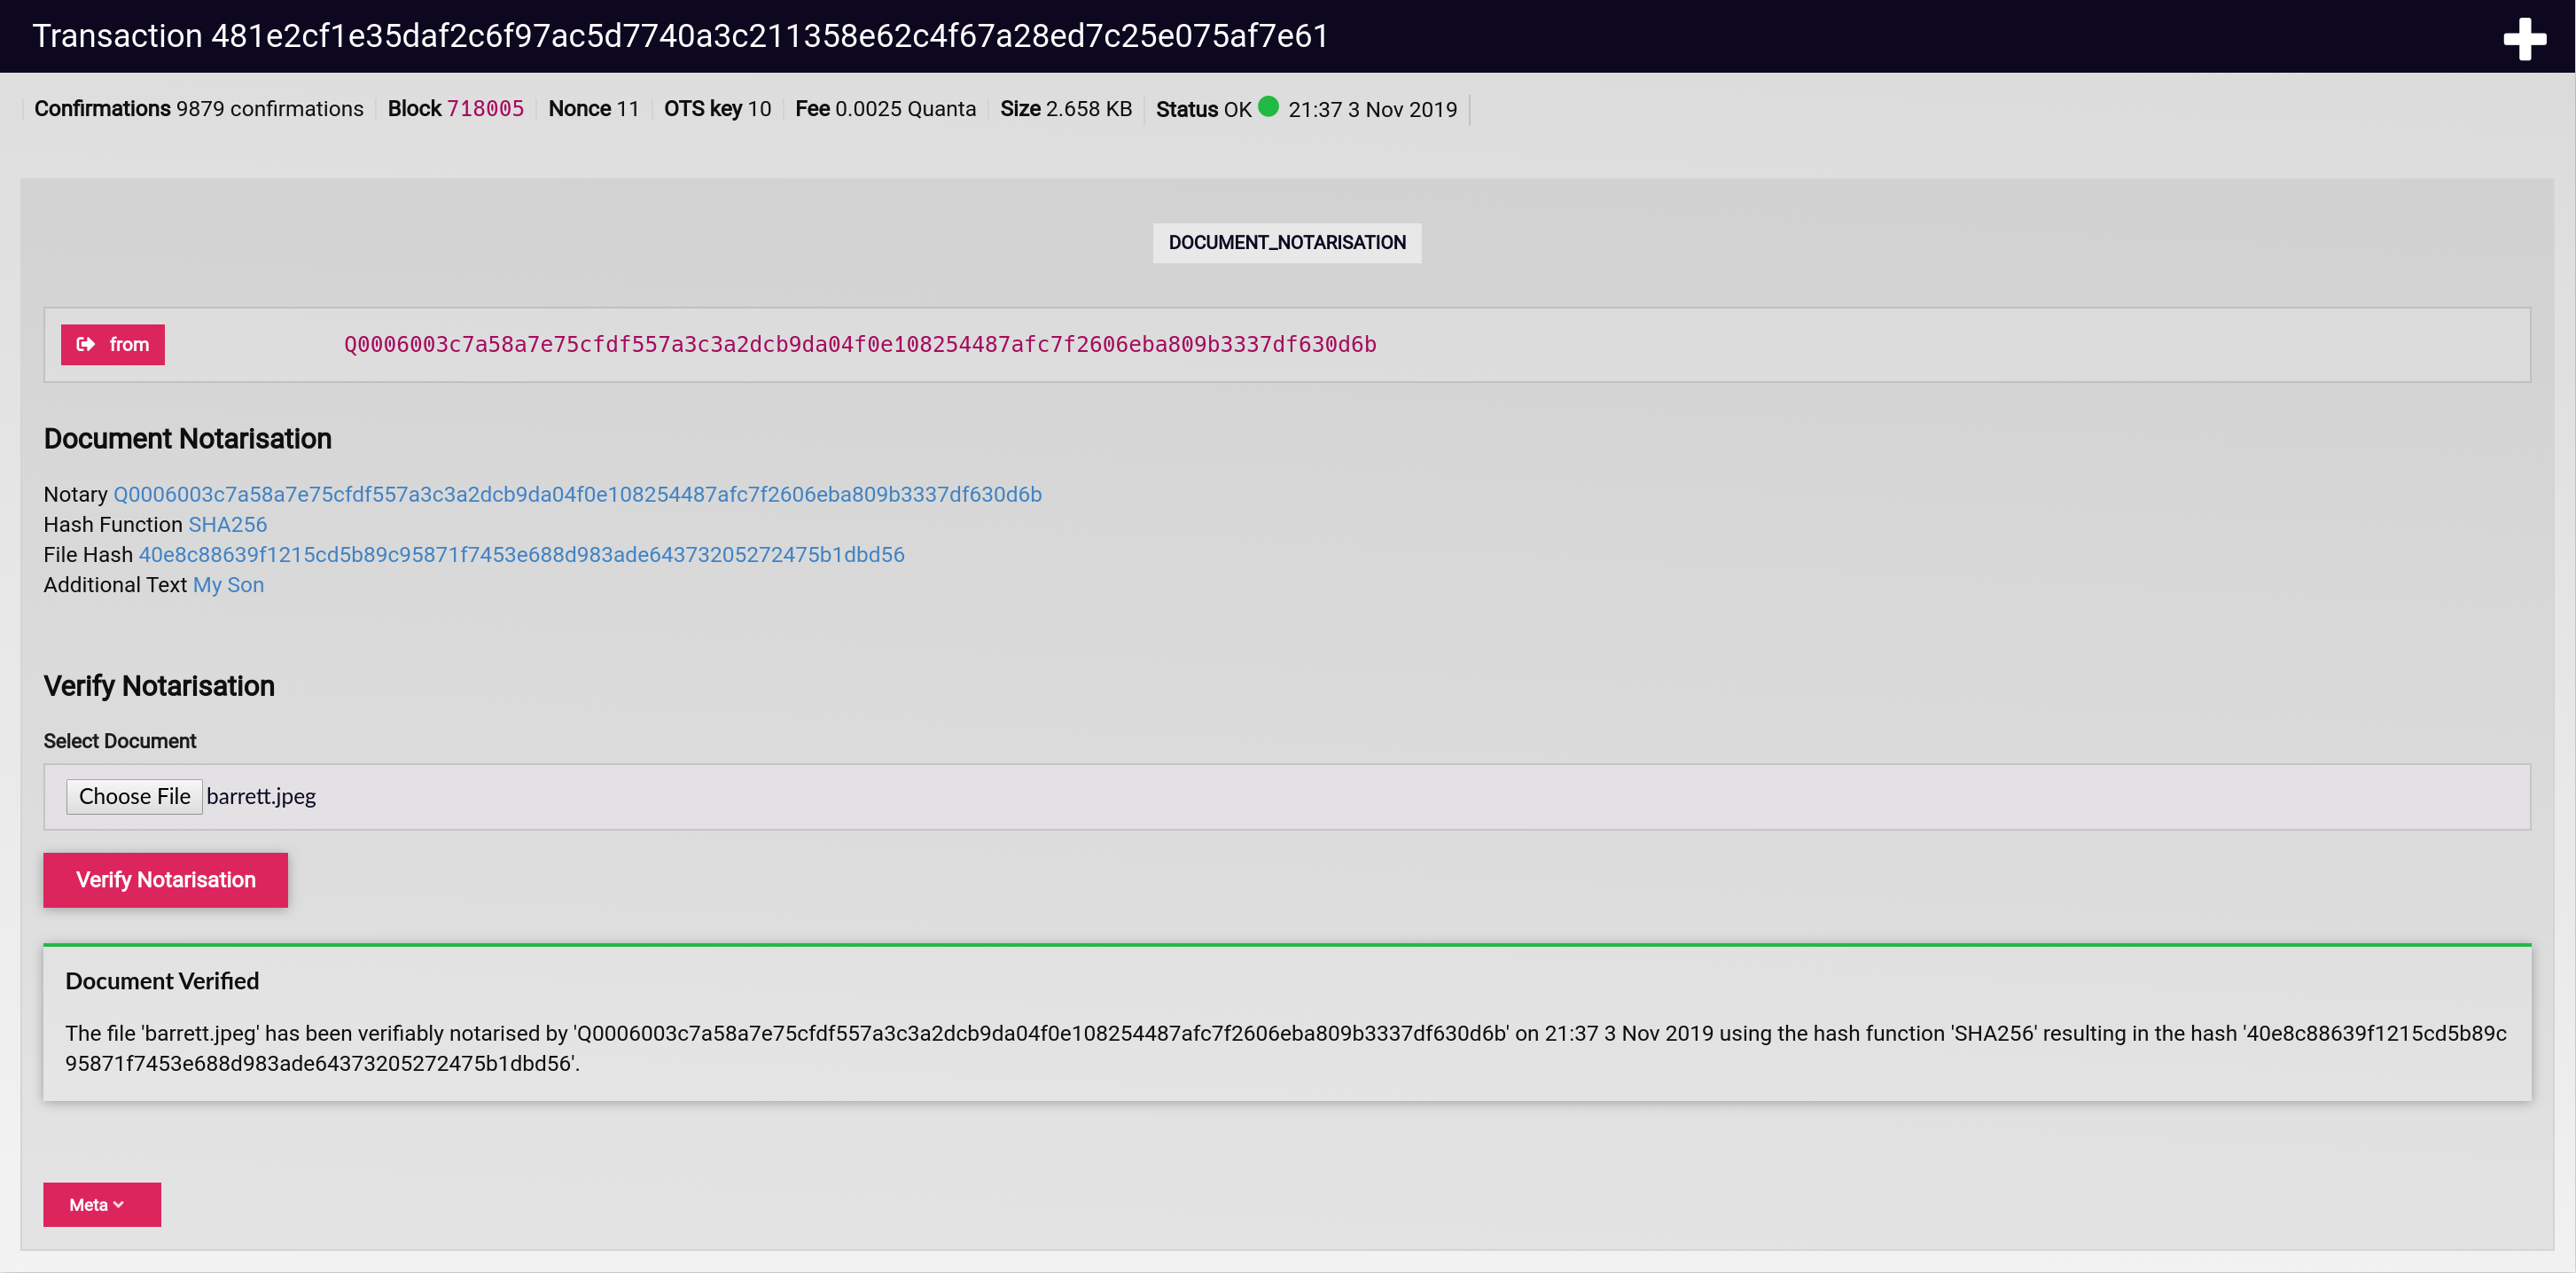 Transaction 481e2cf1e35daf2c6f97ac5d7740a3c211358e62c4f67a28ed7c25e075af7e61
Confirmations 9879 confirmations Block 718005 Nonce 11 OTS key 10 Fee 0.0025 Quanta Size 2.658 KB Status OK 21:37 3 Nov 2019
DOCUMENT_NOTARISATION
from Q0006003c7a58a7e75cfdf557a3c3a2dcb9da04f0e108254487afc7f2606eba809b3337df630d6b
Document Notarisation
Notary Q0006003c7a58a7e75cfdf557a3c3a2dcb9da04f0e108254487afc7f2606eba809b3337df630d6b
Hash Function SHA256
File Hash 40e8c88639f1215cd5b89c95871f7453e688d983ade64373205272475b1dbd56
Additional Text My Son
Verify Notarisation
Select Document
Choose File barrett.jpeg
Verify Notarisation
Document Verified
The file 'barrett.jpeg' has been verifiably notarised by 'Q0006003c7a58a7e75cfdf557a3c3a2dcb9da04f0e108254487afc7f2606eba809b3337df630d6b' on 21:37 3 Nov 2019 using the hash function 'SHA256' resulting in the hash '40e8c88639f1215cd5b89c
95871f7453e688d983ade64373205272475b1dbd56'.
Meta